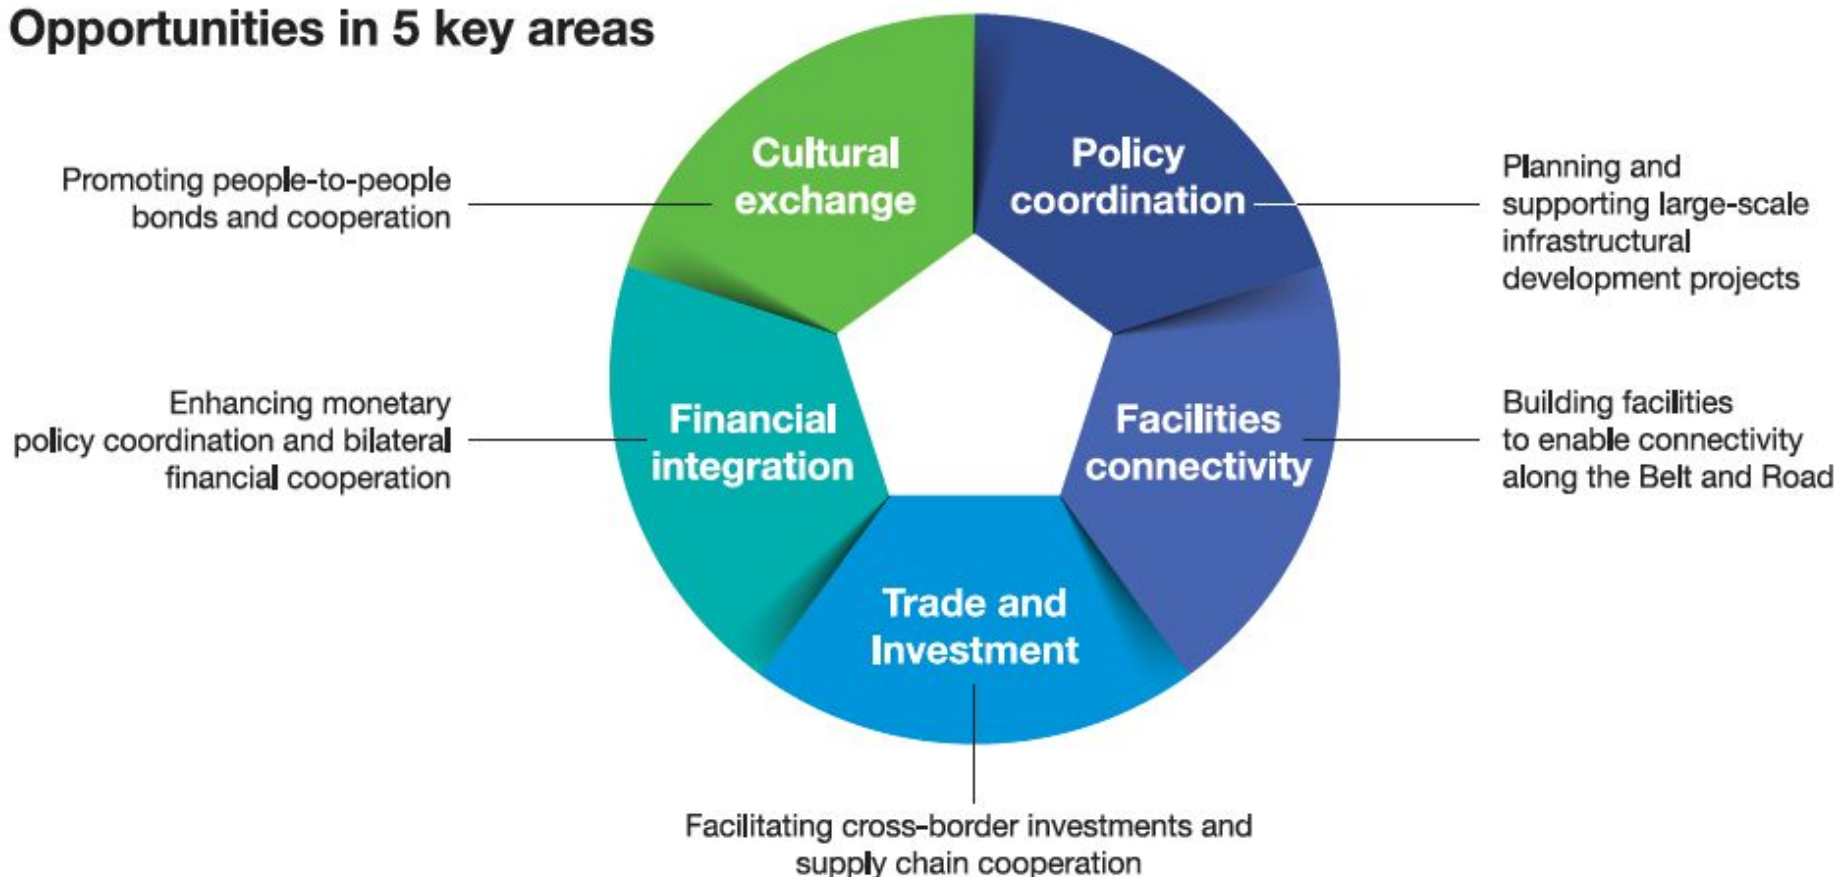 Opportunities in 5 key areas
Cultural
exchange
Promoting people-to-people
bonds and cooperation
Policy
coordination
Planning and
supporting large-scale
infrastructural
development projects
Financial
integration
Enhancing monetary
policy coordination and bilateral
financial cooperation
Facilities
connectivity
Building facilities
to enable connectivity
along the Belt and Road
Trade and
Investment
Facilitating cross-border investments and
supply chain cooperation